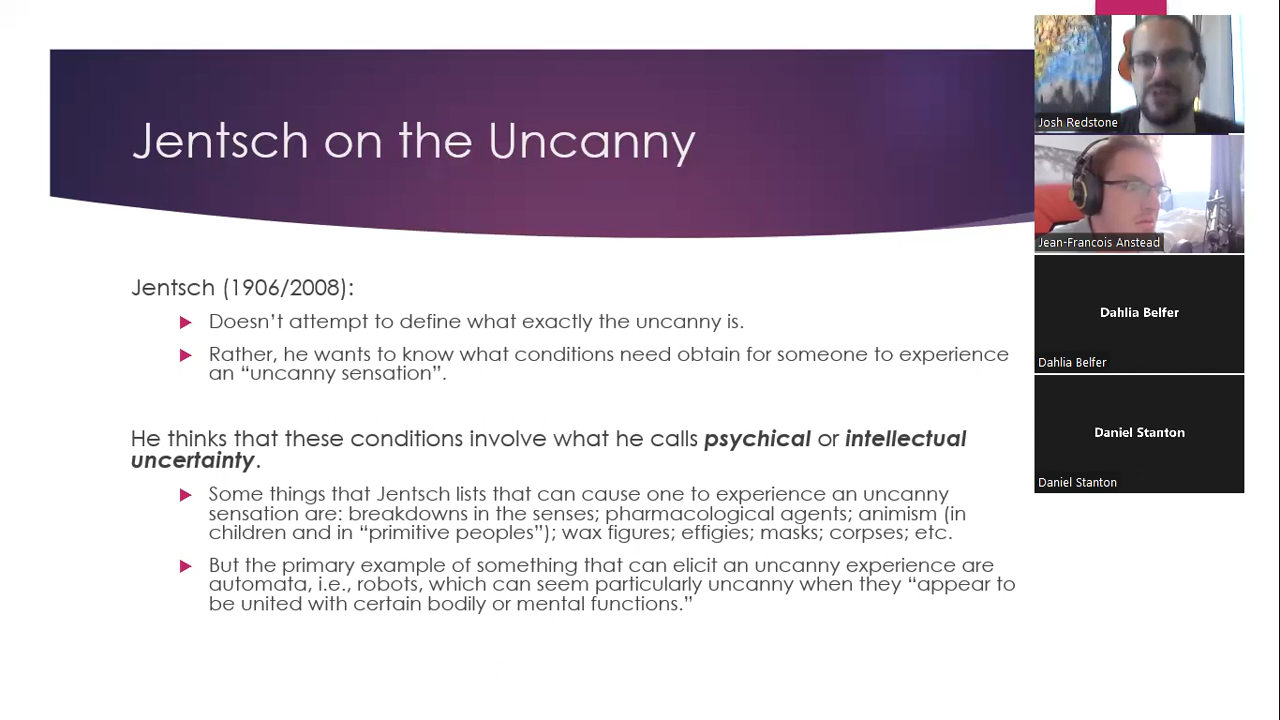 Jentsch on the Uncanny
Jentsch (1906/2008):
Doesn’t attempt to define what exactly the uncanny is.
Rather, he wants to know what conditions need obtain for someone to experience
an “uncanny sensation”.
He thinks that these conditions involve what he calls psychical or intellectual
uncertainty.
Some things that Jentsch lists that can cause one to experience an uncanny
sensation are: breakdowns in the senses; pharmacological agents; animism (in
children and in “primitive peoples”); wax figures; effigies; masks; corpses; etc.
But the primary example of something that can elicit an uncanny experience are
automata, i.e., robots, which can seem particularly uncanny when they “appear to
be united with certain bodily or mental functions.”
Josh Redstone
Jean-Francois Anstead
Dahlia Belfer
Dahlia Belfer
Daniel Stanton
Daniel Stanton